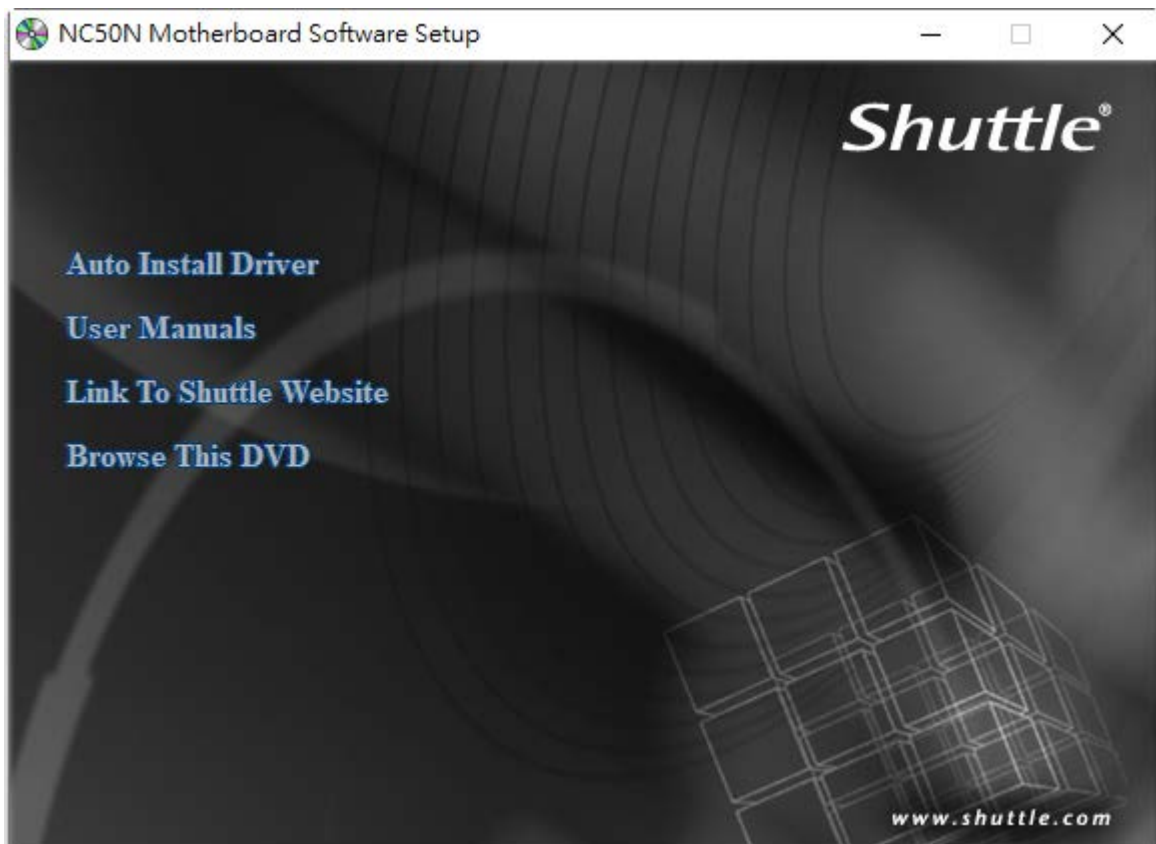 NC50N Motherboard Software Setup
Shuttle®
Auto Install Driver
User Manuals
Link To Shuttle Website
Browse This DVD
www.shuttle.com